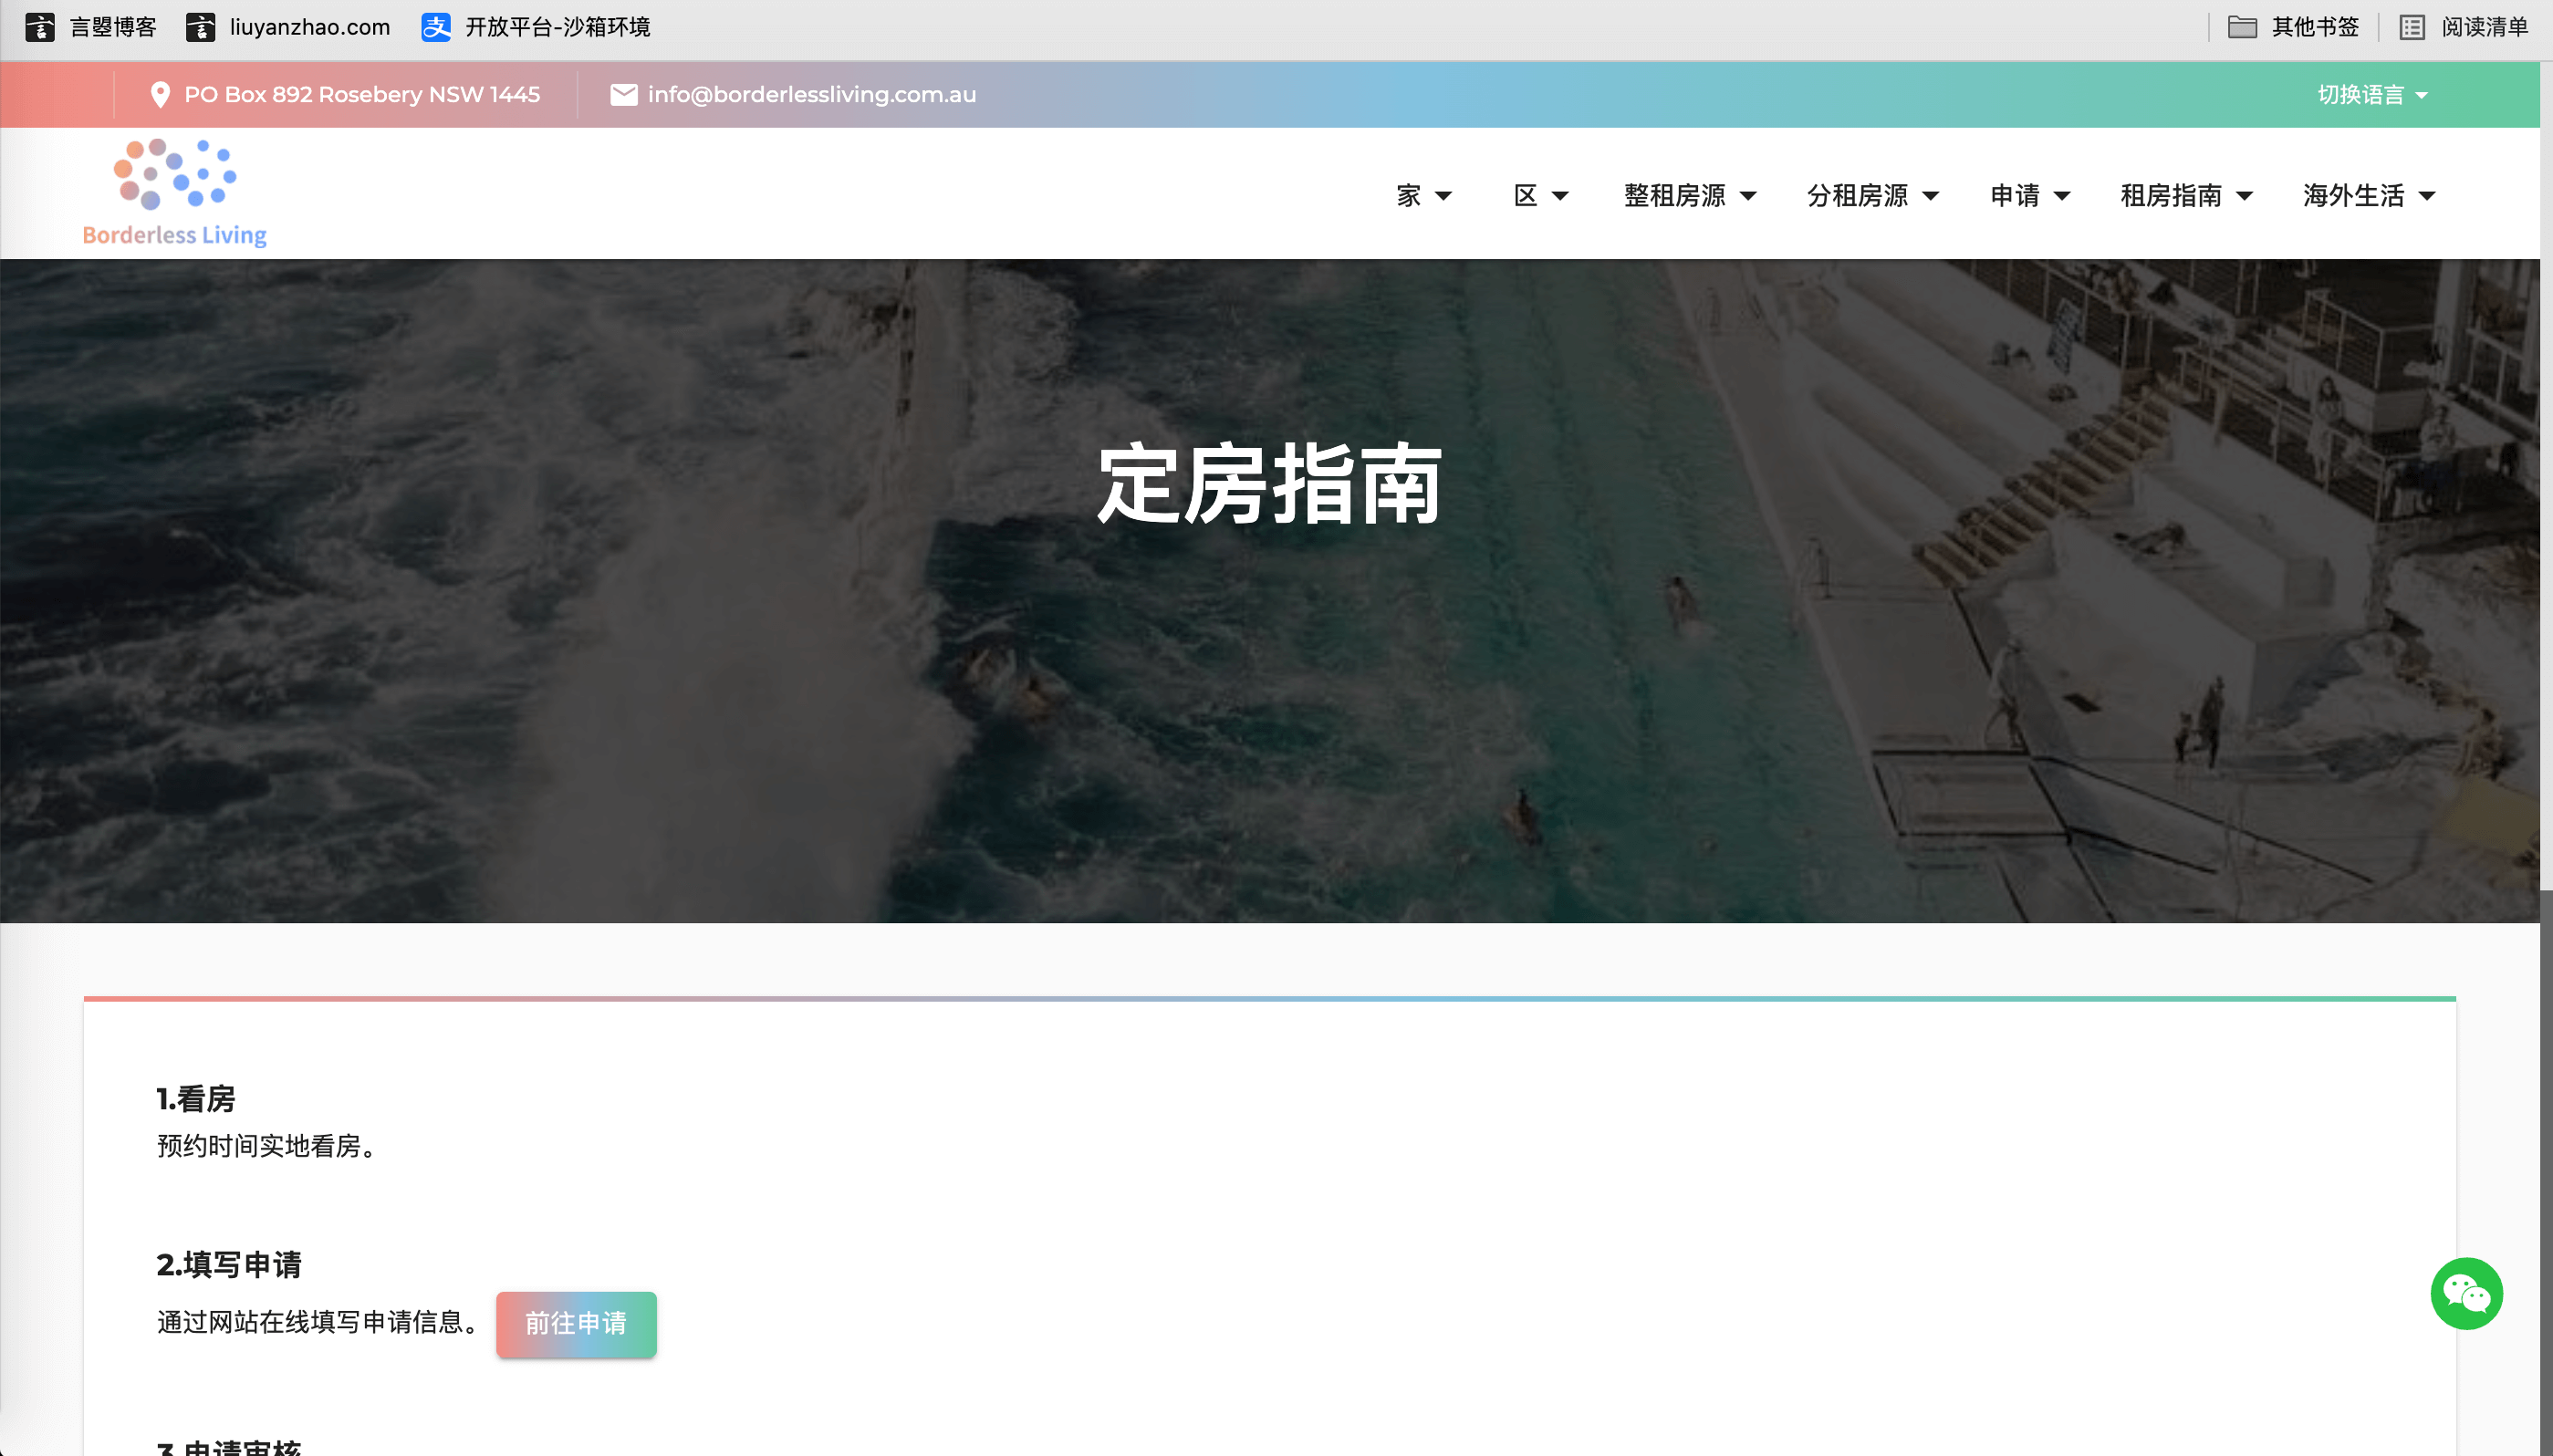 言曌博客 liuyanzhao.com 开放平台-沙箱环境 其他书签 阅读清单
PO Box 892 Rosebery NSW 1445 info@borderlessliving.com.au 切换语言
Borderless Living
家 区 整租房源 分租房源 申请 租房指南 海外生活
定房指南
1.看房
预约时间实地看房。
2.填写申请
通过网站在线填写申请信息。 前往申请
3.申请审核